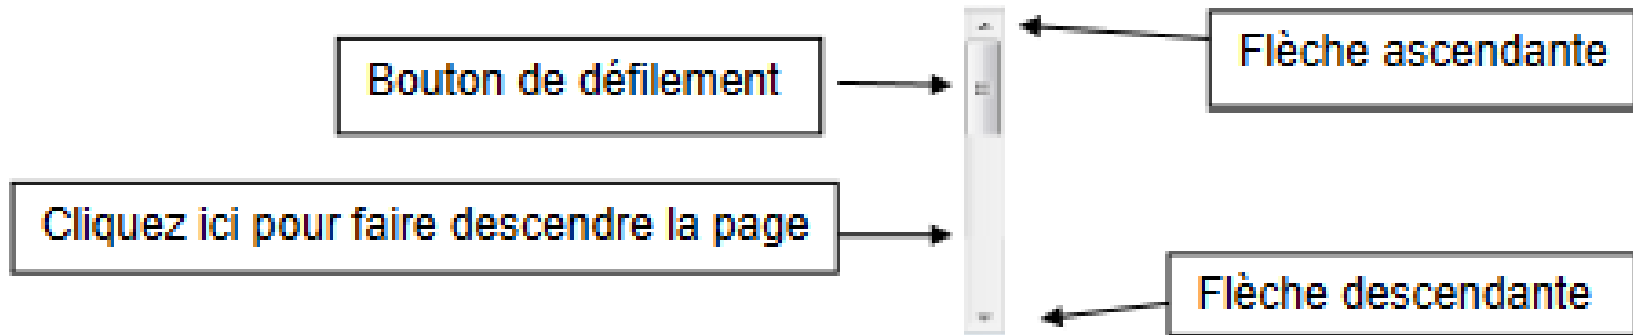 Flèche ascendante
Bouton de défilement
Cliquez ici pour faire descendre la page
Flèche descendante